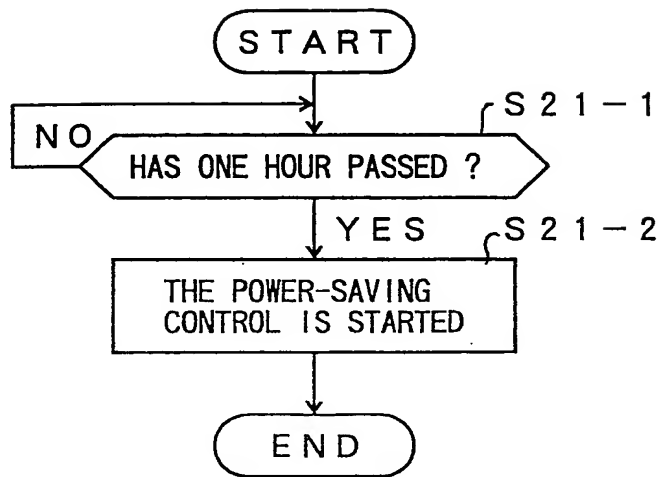 START
S21-1
NO
HAS ONE HOUR PASSED ?
YES
S21-2
THE POWER-SAVING
CONTROL IS STARTED
END